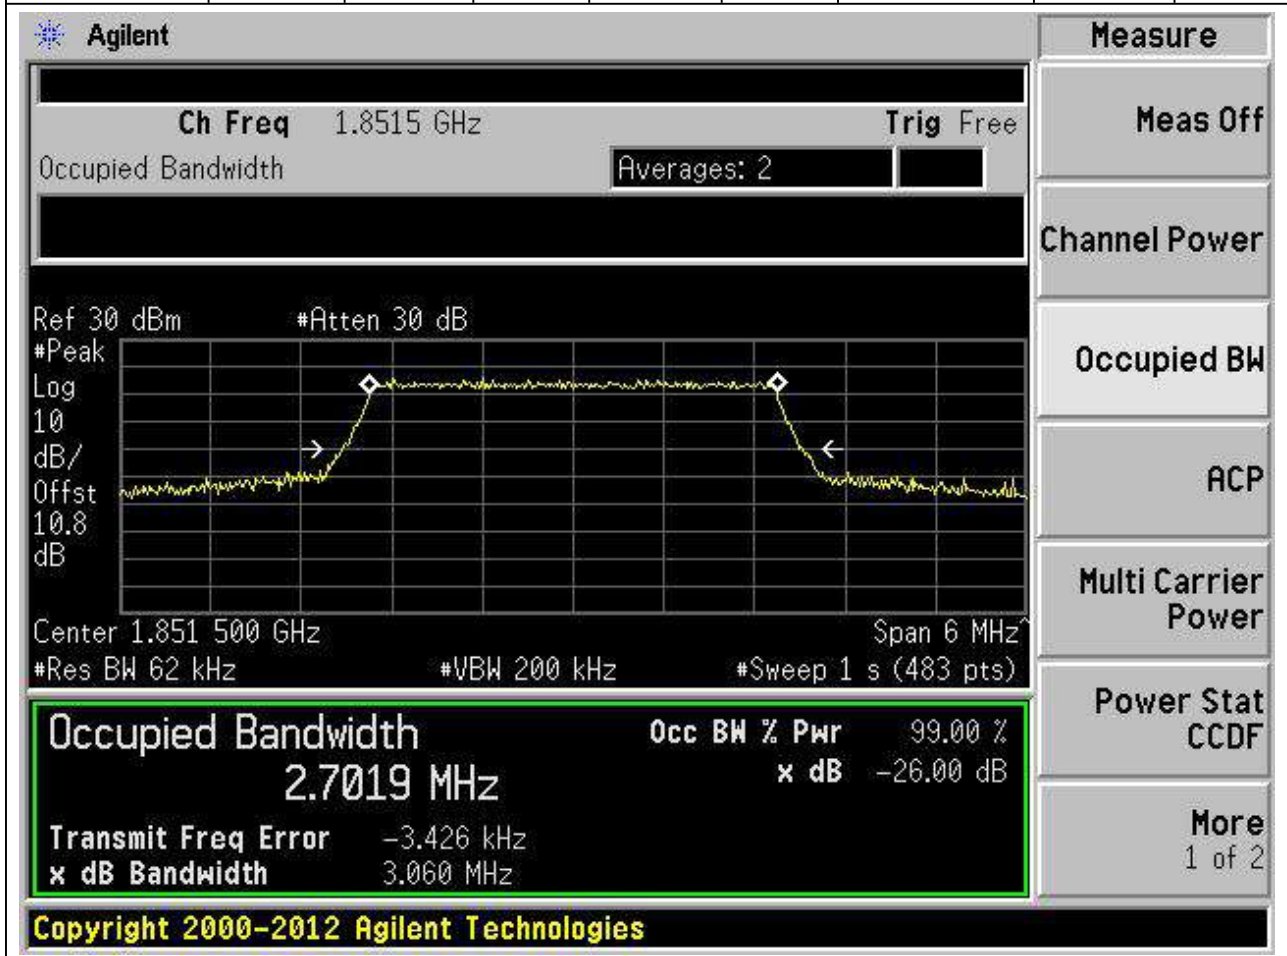 Agilent
Measure
Ch Freq 1.8515 GHz Trig Free
Occupied Bandwidth Averages: 2
Meas Off
Channel Power
Occupied BW
ACP
Multi Carrier
Power
Power Stat
CCDF
More
1 of 2
Ref 30 dBm #Atten 30 dB
#Peak
Log
10
dB/
Offst
10.8
dB
Center 1.851 500 GHz Span 6 MHz^
#Res BW 62 kHz #VBW 200 kHz #Sweep 1 s (483 pts)
Occupied Bandwidth Occ BW % Pwr 99.00 %
2.7019 MHz x dB -26.00 dB
Transmit Freq Error -3.426 kHz
x dB Bandwidth 3.060 MHz
Copyright 2000-2012 Agilent Technologies